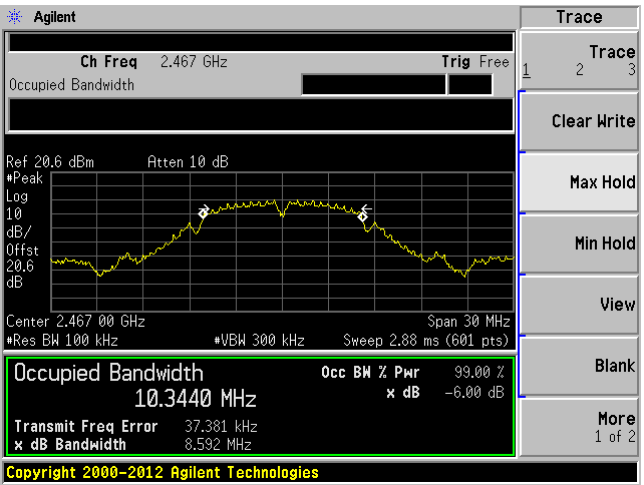 Agilent
Trace
Ch Freq 2.467 GHz Trig Free
Occupied Bandwidth
Trace
1 2 3
Clear Write
Ref 20.6 dBm Atten 10 dB
#Peak
Log
10
dB/
Offst
20.6
dB
Max Hold
Min Hold
View
Center 2.467 00 GHz Span 30 MHz
#Res BW 100 kHz #VBW 300 kHz Sweep 2.88 ms (601 pts)
Occupied Bandwidth Occ BW % Pwr 99.00 %
10.3440 MHz x dB -6.00 dB
Transmit Freq Error 37.381 kHz
x dB Bandwidth 8.592 MHz
Blank
More
1 of 2
Copyright 2000-2012 Agilent Technologies